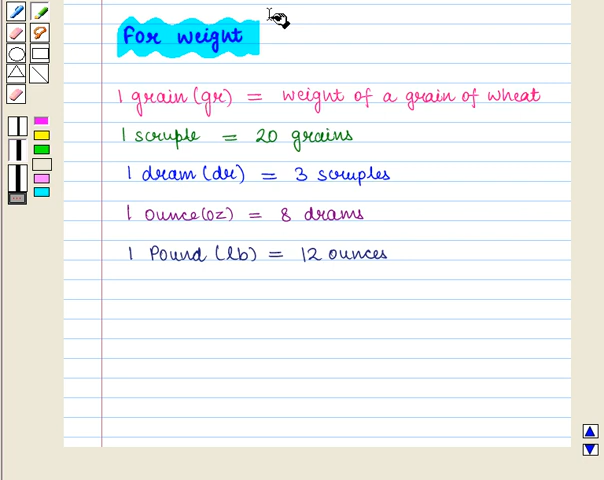 For weight
1 grain (gr) = weight of a grain of wheat
1 scruple = 20 grains
1 dram (dr) = 3 scruples
1 ounce (oz) = 8 drams
1 Pound (lb) = 12 ounces